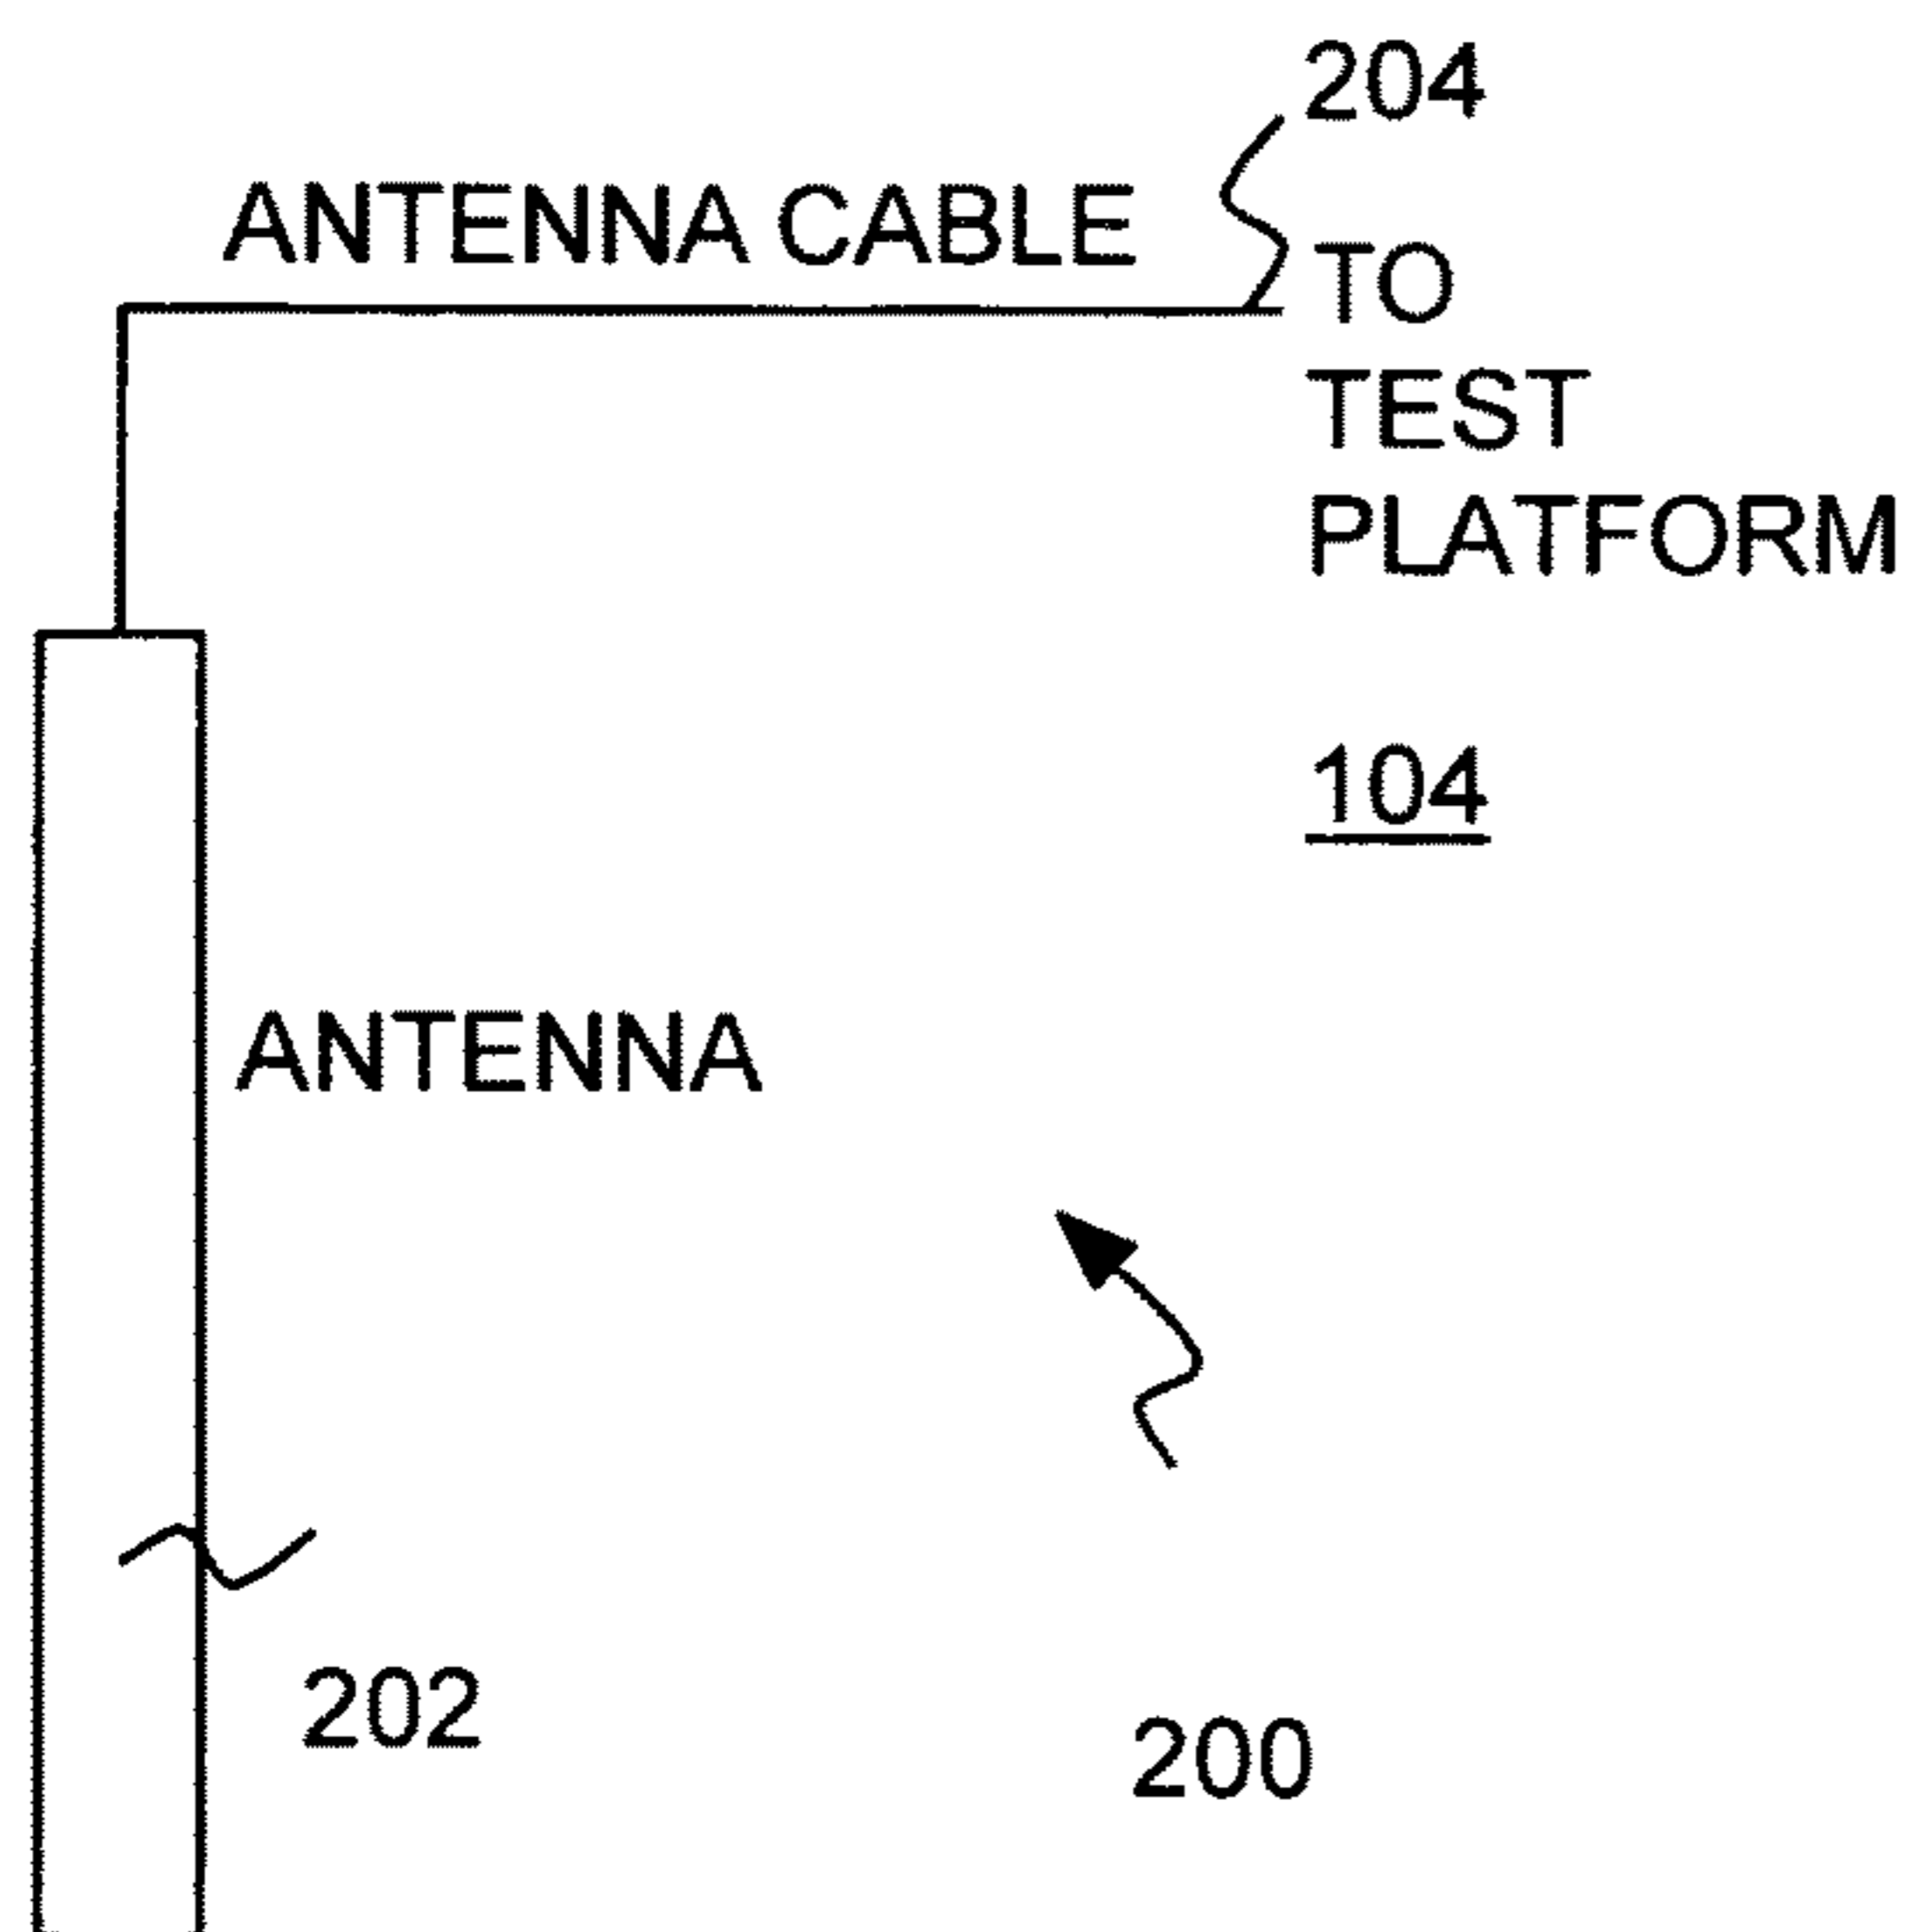 204
ANTENNA CABLE
TO
TEST
PLATFORM
104
ANTENNA
202
200